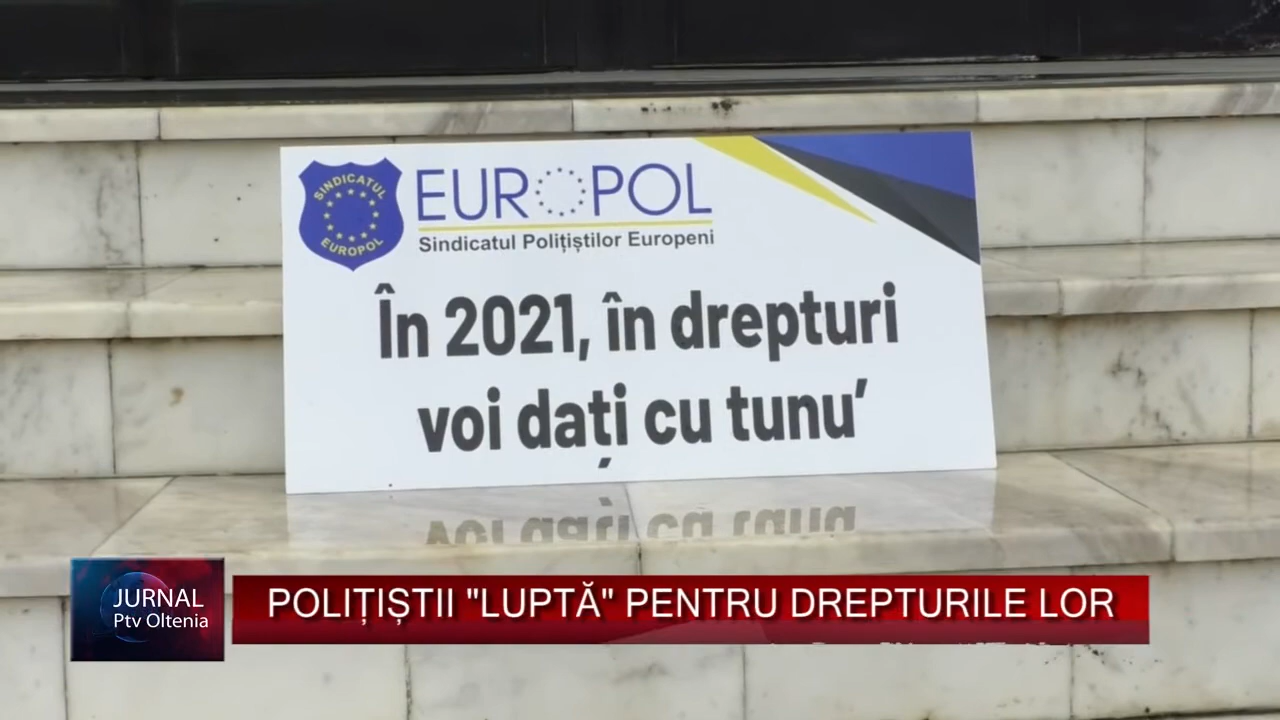 SINDICATUL
EUROPOL
EUROPOL
Sindicatul Polițiștilor Europeni
În 2021, în drepturi
voi dați cu tunu’
JURNAL
Ptv Oltenia
POLIȚIȘTII "LUPTĂ" PENTRU DREPTURILE LOR